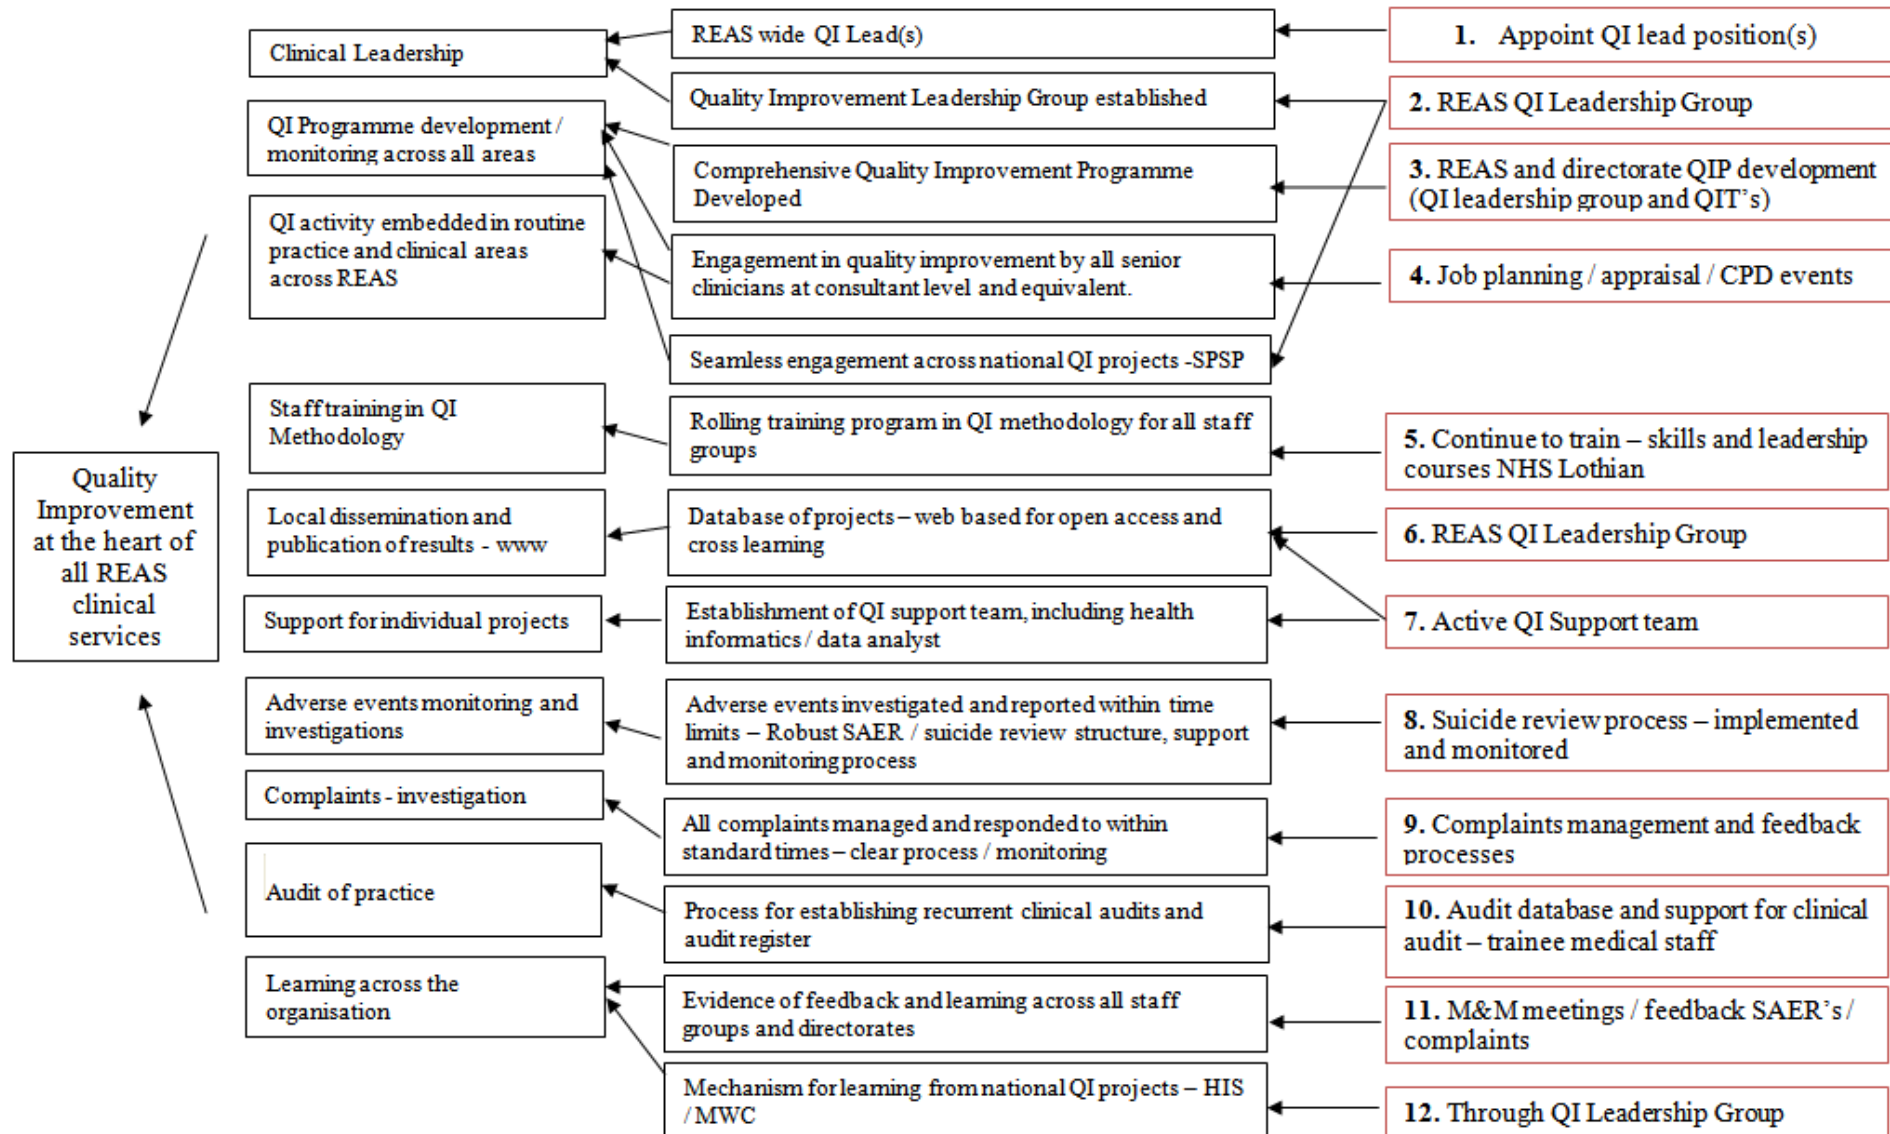 Quality
Improvement
at the heart of
all REAS
clinical
services
Clinical Leadership
QI Programme development /
monitoring across all areas
QI activity embedded in routine
practice and clinical areas
across REAS
Staff training in QI
Methodology
Local dissemination and
publication of results - www
Support for individual projects
Adverse events monitoring and
investigations
Complaints - investigation
Audit of practice
Learning across the
organisation
REAS wide QI Lead(s)
Quality Improvement Leadership Group established
Comprehensive Quality Improvement Programme
Developed
Engagement in quality improvement by all senior
clinicians at consultant level and equivalent.
Seamless engagement across national QI projects -SPSP
Rolling training program in QI methodology for all staff
groups
Database of projects – web based for open access and
cross learning
Establishment of QI support team, including health
informatics / data analyst
Adverse events investigated and reported within time
limits – Robust SAER / suicide review structure, support
and monitoring process
All complaints managed and responded to within
standard times – clear process / monitoring
Process for establishing recurrent clinical audits and
audit register
Evidence of feedback and learning across all staff
groups and directorates
Mechanism for learning from national QI projects – HIS
/ MWC
1. Appoint QI lead position(s)
2. REAS QI Leadership Group
3. REAS and directorate QIP development
(QI leadership group and QIT’s)
4. Job planning / appraisal / CPD events
5. Continue to train – skills and leadership
courses NHS Lothian
6. REAS QI Leadership Group
7. Active QI Support team
8. Suicide review process – implemented
and monitored
9. Complaints management and feedback
processes
10. Audit database and support for clinical
audit – trainee medical staff
11. M&M meetings / feedback SAER’s /
complaints
12. Through QI Leadership Group